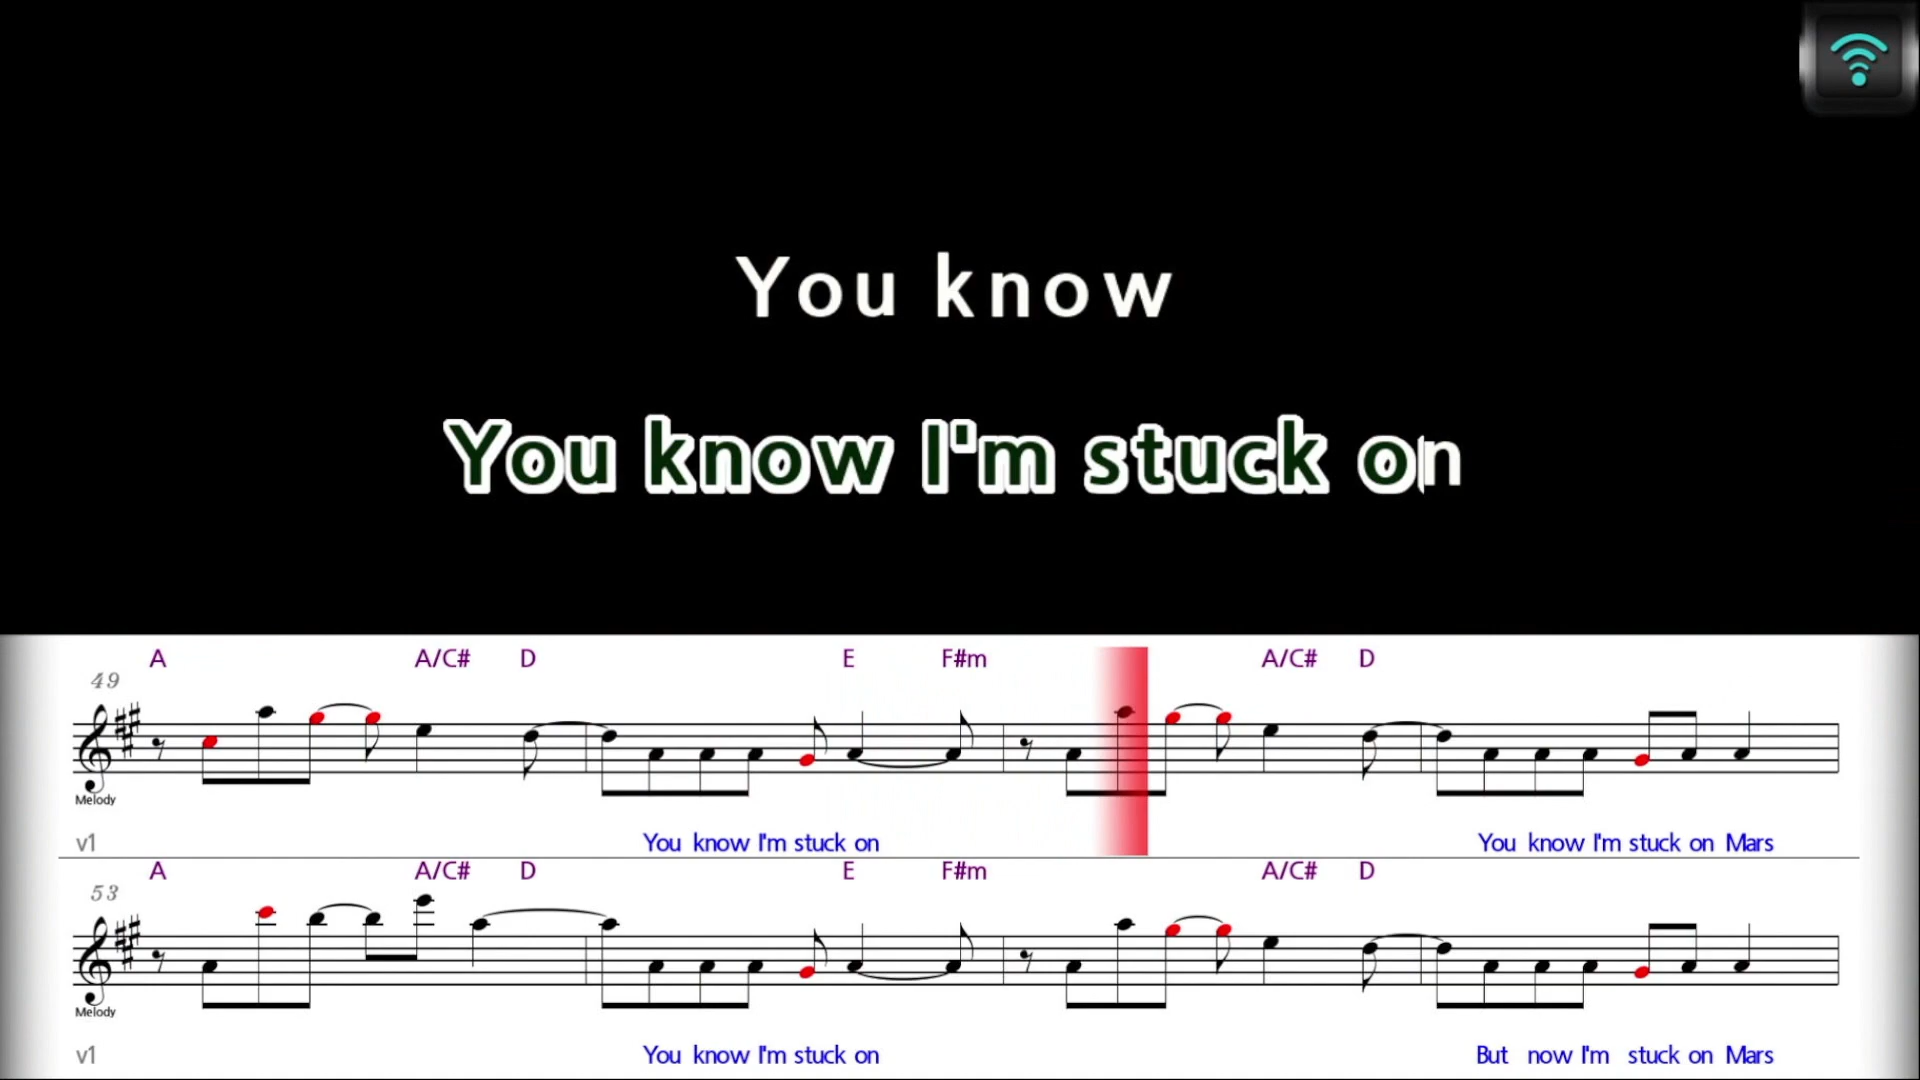 You know
You know I'm stuck on
A A/C# D E F#m A/C# D
49
Melody
v1 You know I'm stuck on You know I'm stuck on Mars
A A/C# D E F#m A/C# D
53
Melody
v1 You know I'm stuck on But now I'm stuck on Mars